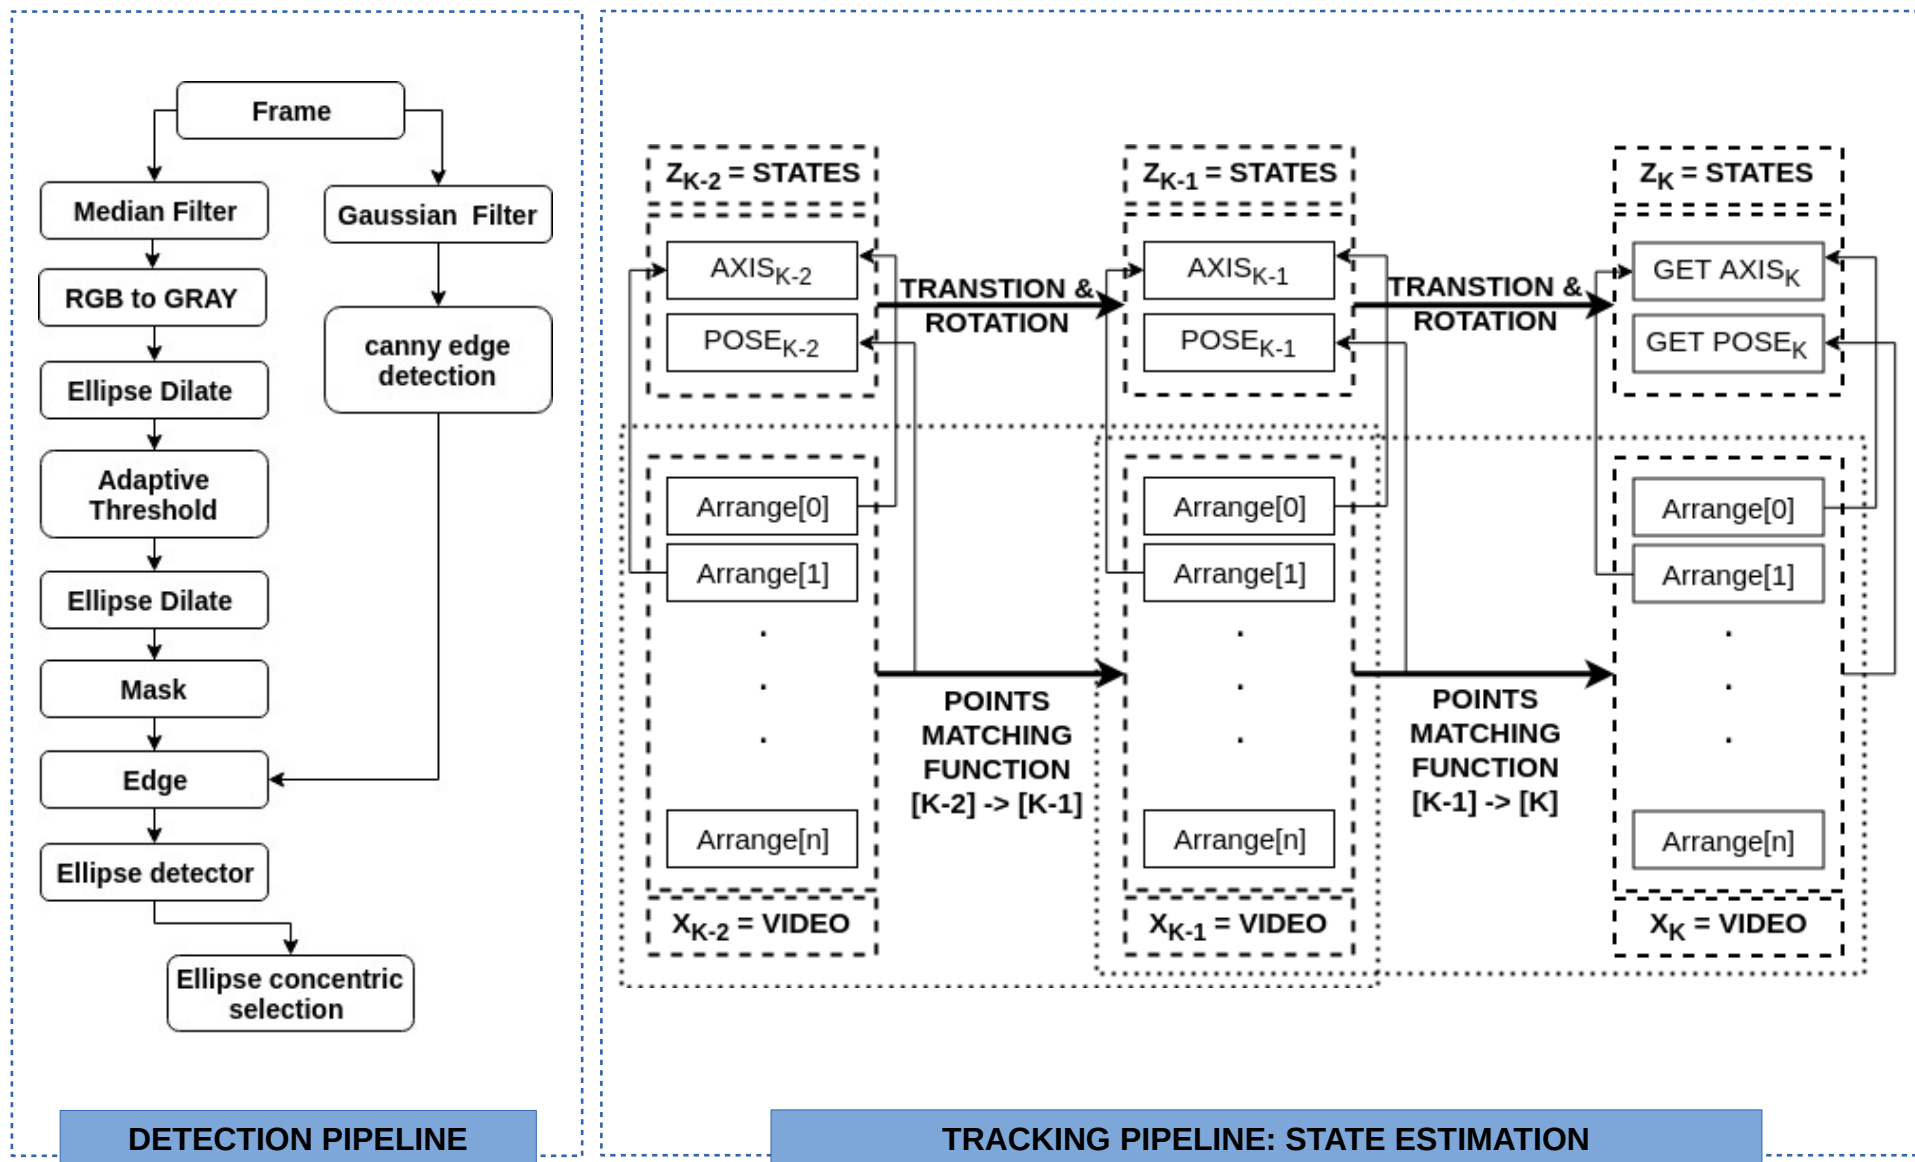 Frame
Median Filter
Gaussian Filter
RGB to GRAY
canny edge
detection
Ellipse Dilate
Adaptive
Threshold
Ellipse Dilate
Mask
Edge
Ellipse detector
Ellipse concentric
selection
DETECTION PIPELINE
ZK-2 = STATES
AXISK-2
POSEK-2
TRANSTION &
ROTATION
ZK-1 = STATES
AXISK-1
POSEK-1
TRANSTION &
ROTATION
ZK = STATES
GET AXISK
GET POSEK
Arrange[0]
Arrange[1]
.
.
.
Arrange[n]
XK-2 = VIDEO
POINTS
MATCHING
FUNCTION
[K-2] -> [K-1]
Arrange[0]
Arrange[1]
.
.
.
Arrange[n]
XK-1 = VIDEO
POINTS
MATCHING
FUNCTION
[K-1] -> [K]
Arrange[0]
Arrange[1]
.
.
.
Arrange[n]
XK = VIDEO
TRACKING PIPELINE: STATE ESTIMATION